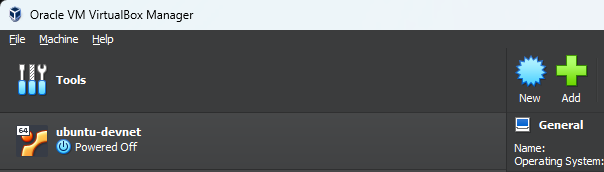 Oracle VM VirtualBox Manager
File Machine Help
Tools
New Add
64 ubuntu-devnet
Powered Off
General
Name:
Operating System: